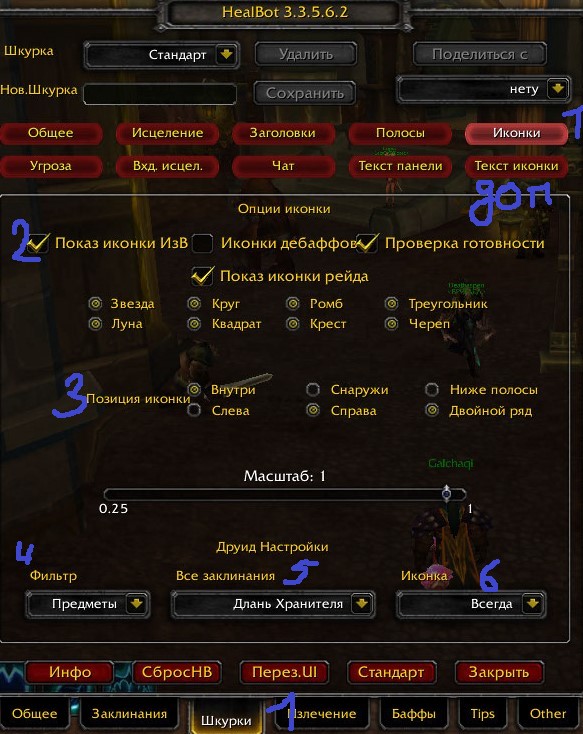 HealBot 3.3.5.6.2
Шкурка Стандарт Удалить Поделиться с
Нов.Шкурка Сохранить нету
Общее Исцеление Заголовки Полосы Иконки 1
Угроза Вхд. исцел. Чат Текст панели Текст иконки
доп
Опции иконки
2 Показ иконки ИзВ Иконки дебаффов Проверка готовности
Показ иконки рейда
Звезда Круг Ромб Треугольник
Луна Квадрат Крест Череп
3 Позиция иконки Внутри Снаружи Ниже полосы
Слева Справа Двойной ряд
Galchaqi
Масштаб: 1
0.25 1
Друид Настройки
4 Фильтр Все заклинания 5 Иконка 6
Предметы Длань Хранителя Всегда
Инфо СбросHB Перез.UI Стандарт Закрыть
Общее Заклинания Шкурки 1 Излечение Баффы Tips Other